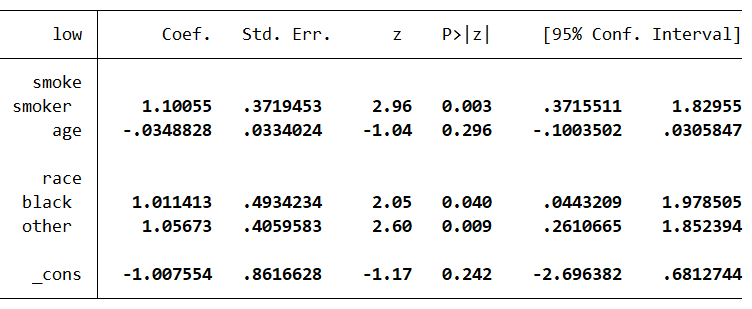 low Coef. Std. Err. z P>|z| [95% Conf. Interval]
smoke
smoker 1.10055 .3719453 2.96 0.003 .3715511 1.82955
age -.0348828 .0334024 -1.04 0.296 -.1003502 .0305847
race
black 1.011413 .4934234 2.05 0.040 .0443209 1.978505
other 1.05673 .4059583 2.60 0.009 .2610665 1.852394
_cons -1.007554 .8616628 -1.17 0.242 -2.696382 .6812744